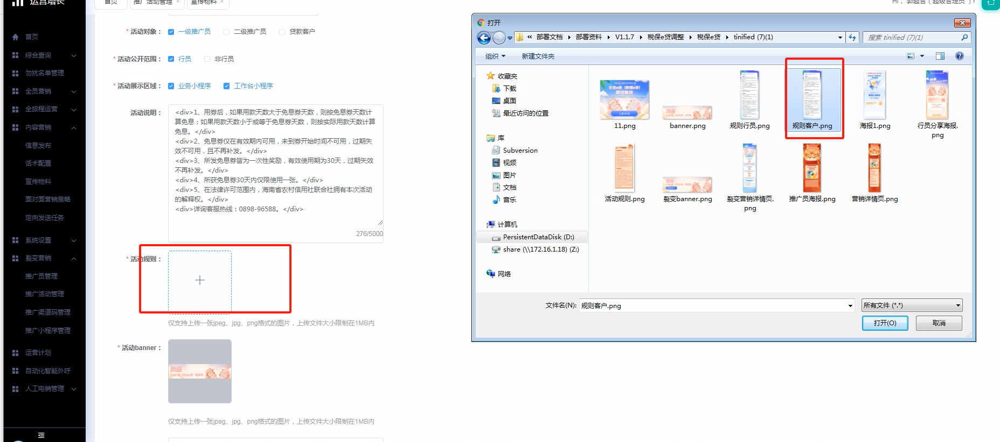 运营增长
首页
综合查询
勿扰名单管理
全员营销
全旅程运营
内容营销
信息发布
话术配置
宣传物料
面对面营销策略
定向发送任务
系统设置
裂变营销
推广员管理
推广活动管理
推广渠道码管理
推广小程序管理
运营计划
自动化智能外呼
人工电销管理
首页
推广活动管理 ×
宣传物料 ×
Hi， 郭超管（超级管理员）!
* 活动对象： 一级推广员 二级推广员 贷款客户
* 活动公开范围： 行员 非行员
* 活动展示区域： 业务小程序 工作台小程序
活动说明：
<div>1、用券后，如果用款天数大于免息券天数，则按免息券天数计
算免息；如果用款天数小于或等于免息券天数，则按实际用款天数计算
免息。</div>
<div>2、免息券仅在有效期内可用，未到券开始时间不可用，过期失
效不可用，且不再补发。</div>
<div>3、所发免息券皆为一次性奖励，有效使用期为30天，过期失效
不再补发。</div>
<div>4、所获免息券30天内仅限使用一张。</div>
<div>5、在法律许可范围内，海南省农村信用社联合社拥有本次活动
的解释权。</div>
<div>详询客服热线：0898-96588。</div>
276/5000
* 活动规则：
仅支持上传一张jpeg、jpg、png格式的图片，上传文件大小限制在1MB内
* 活动banner：
仅支持上传一张jpeg、jpg、png格式的图片，上传文件大小限制在1MB内
打开
« 部署文档 ▸ 部署资料 ▸ V1.1.7 ▸ 税保e贷调整 ▸ 税保e贷 ▸ tinified (7)(1)
搜索 tinified (7)(1)
组织 新建文件夹
收藏夹
下载
桌面
最近访问的位置
库
Subversion
视频
图片
文档
音乐
计算机
PersistentDataDisk (D:)
share (\\172.16.1.18) (Z:)
网络
11.png
banner.png
规则行员.png
规则客户.png
海报1.png
行员分享海报.
png
活动规则.png
裂变banner.png
裂变营销详情页.
png
推广员海报.png
营销详情页.png
文件名(N): 规则客户.png
所有文件 (*.*)
打开(O)
取消